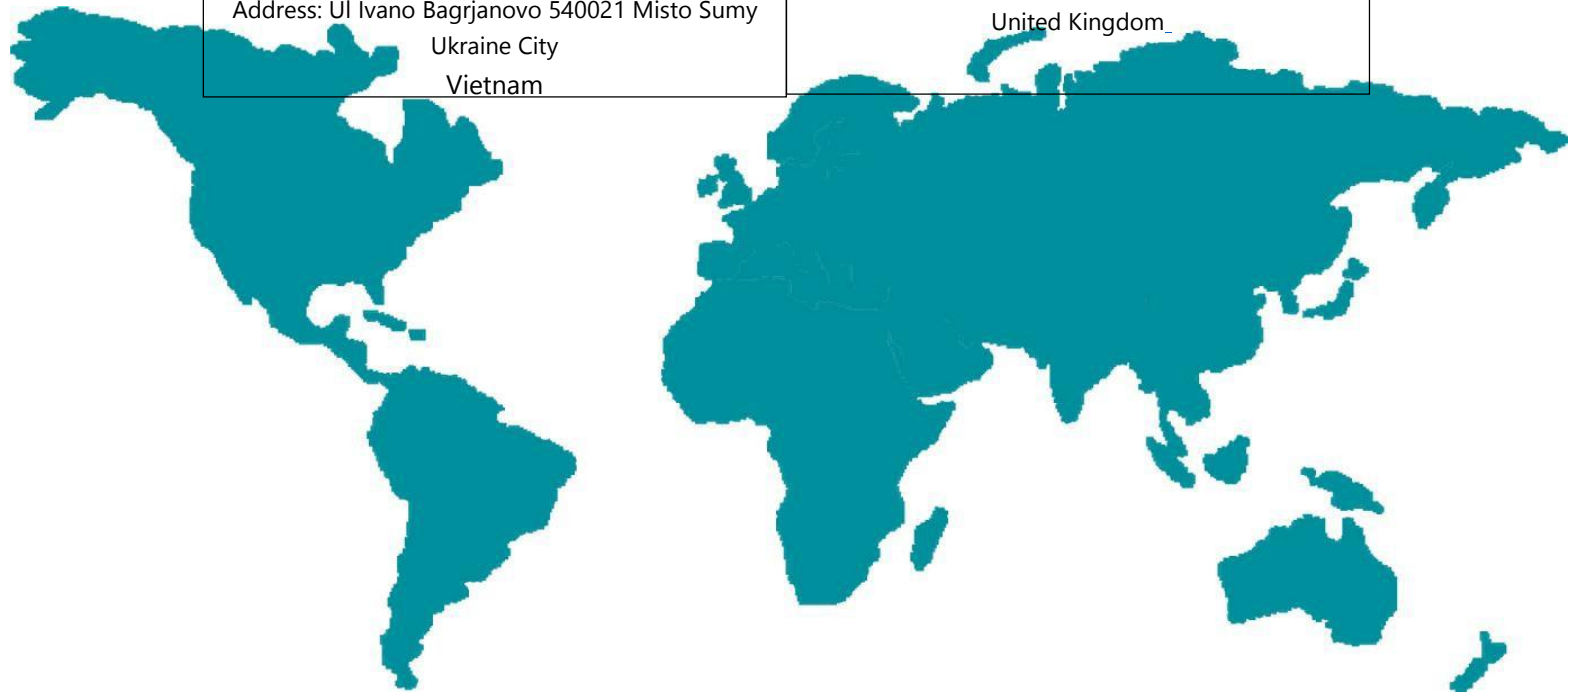 Address: Ul Ivano Bagrjanovo 540021 Misto Sumy
Ukraine City
Vietnam
United Kingdom